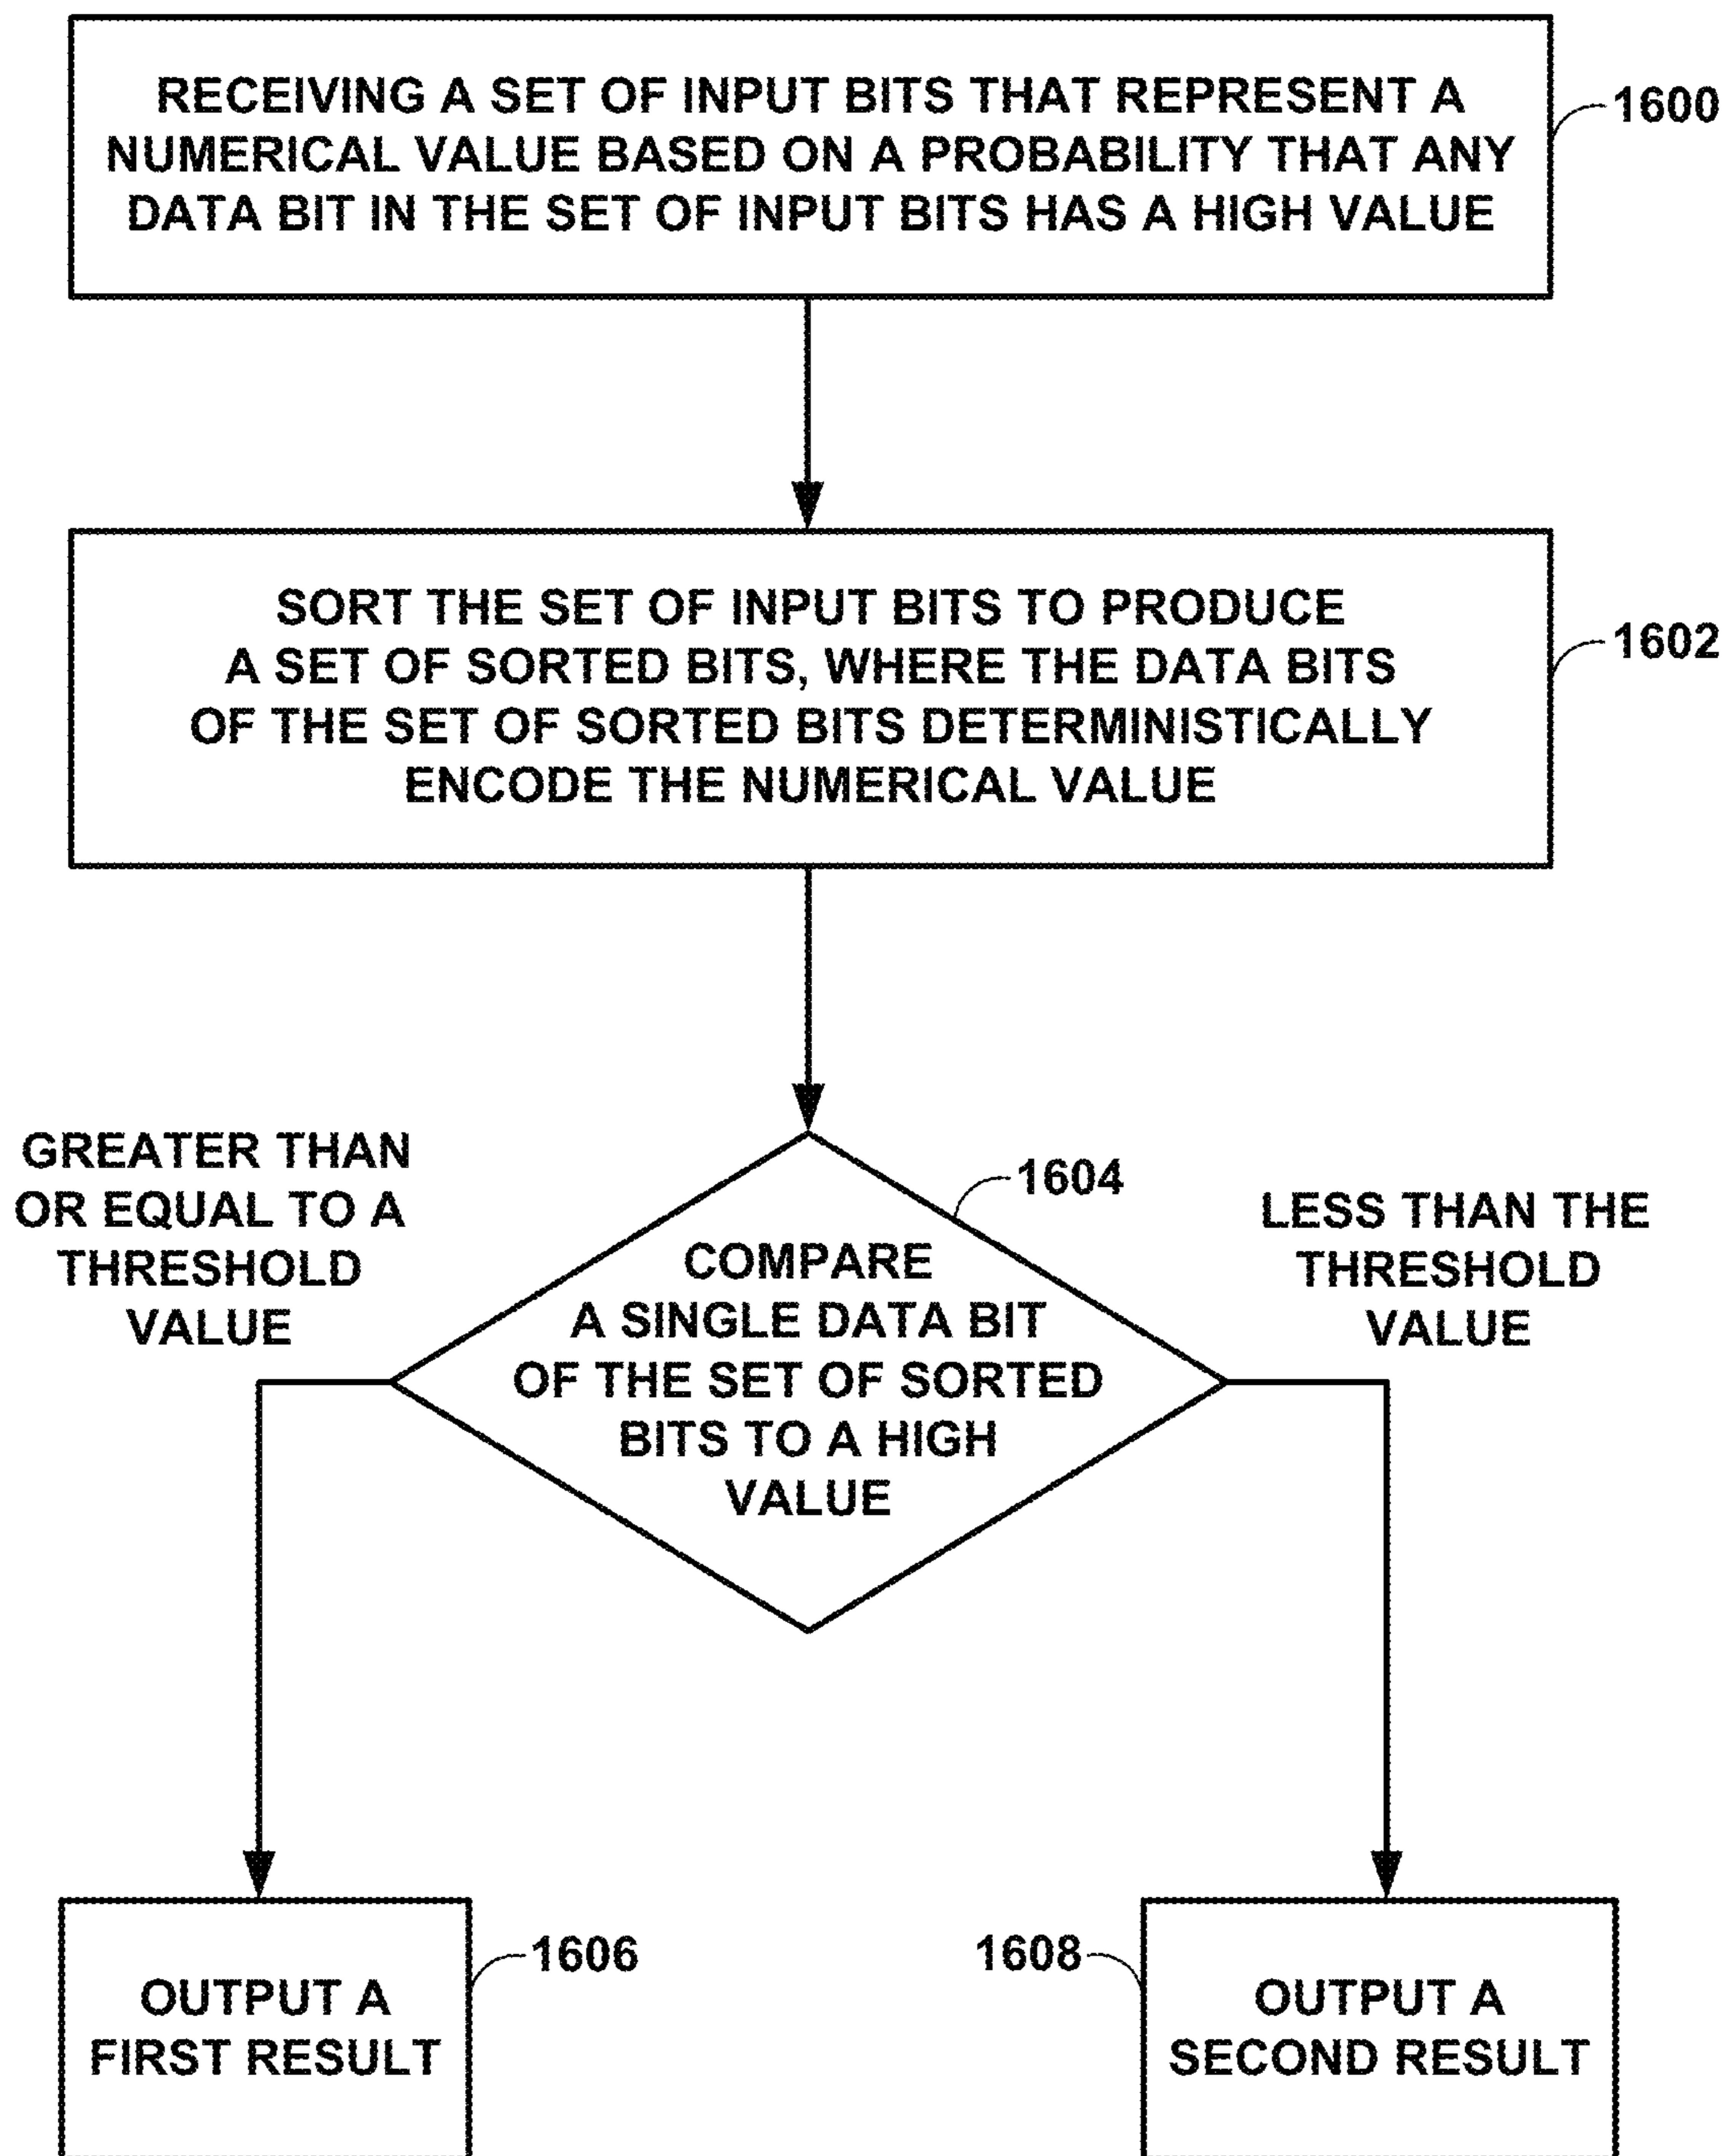 RECEIVING A SET OF INPUT BITS THAT REPRESENT A
NUMERICAL VALUE BASED ON A PROBABILITY THAT ANY
DATA BIT IN THE SET OF INPUT BITS HAS A HIGH VALUE
1600
SORT THE SET OF INPUT BITS TO PRODUCE
A SET OF SORTED BITS, WHERE THE DATA BITS
OF THE SET OF SORTED BITS DETERMINISTICALLY
ENCODE THE NUMERICAL VALUE
1602
GREATER THAN
OR EQUAL TO A
THRESHOLD
VALUE
1604
COMPARE
A SINGLE DATA BIT
OF THE SET OF SORTED
BITS TO A HIGH
VALUE
LESS THAN THE
THRESHOLD
VALUE
OUTPUT A
FIRST RESULT
1606
1608
OUTPUT A
SECOND RESULT